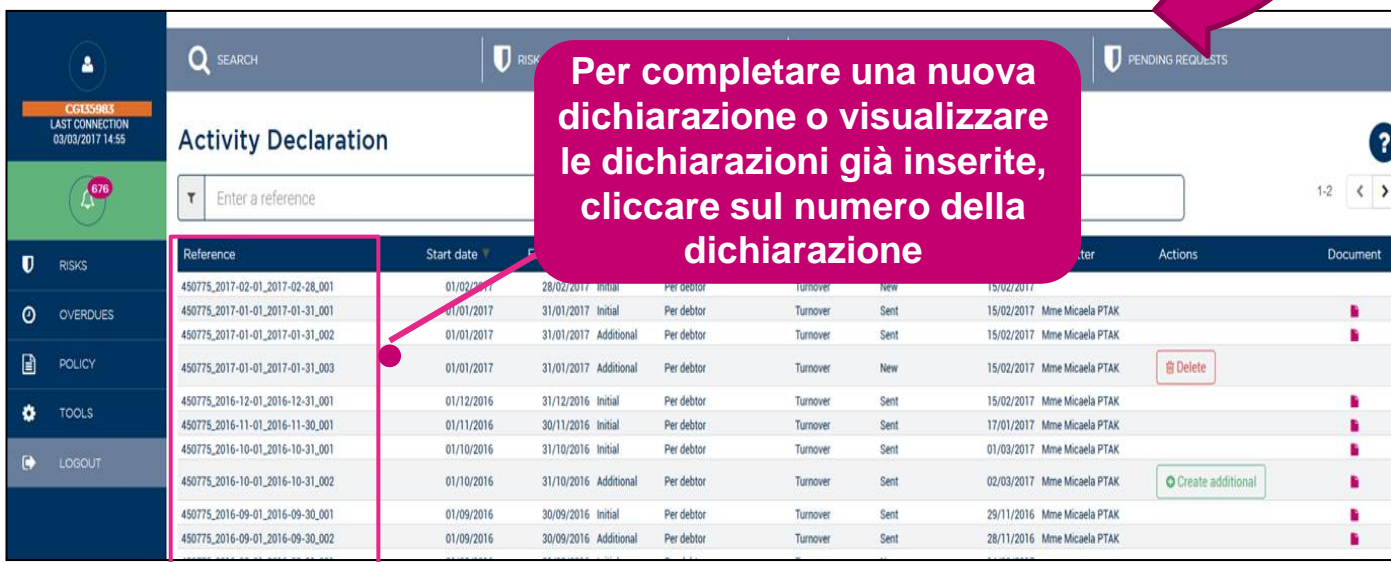 SEARCH
RISK
PENDING REQUESTS
CG135983
LAST CONNECTION
03/03/2017 14:55
676
RISKS
OVERDUES
POLICY
TOOLS
LOGOUT
Activity Declaration
?
Enter a reference
1-2 < >
Per completare una nuova
dichiarazione o visualizzare
le dichiarazioni già inserite,
cliccare sul numero della
dichiarazione
Reference Start date Actions Document
450775_2017-02-01_2017-02-28_001 01/02/2017 28/02/2017 Initial Per debtor Turnover New 15/02/2017
450775_2017-01-01_2017-01-31_001 01/01/2017 31/01/2017 Initial Per debtor Turnover Sent 15/02/2017 Mme Micaela PTAK
450775_2017-01-01_2017-01-31_002 01/01/2017 31/01/2017 Additional Per debtor Turnover Sent 15/02/2017 Mme Micaela PTAK
450775_2017-01-01_2017-01-31_003 01/01/2017 31/01/2017 Additional Per debtor Turnover New 15/02/2017 Mme Micaela PTAK Delete
450775_2016-12-01_2016-12-31_001 01/12/2016 31/12/2016 Initial Per debtor Turnover Sent 15/02/2017 Mme Micaela PTAK
450775_2016-11-01_2016-11-30_001 01/11/2016 30/11/2016 Initial Per debtor Turnover Sent 17/01/2017 Mme Micaela PTAK
450775_2016-10-01_2016-10-31_001 01/10/2016 31/10/2016 Initial Per debtor Turnover Sent 01/03/2017 Mme Micaela PTAK
450775_2016-10-01_2016-10-31_002 01/10/2016 31/10/2016 Additional Per debtor Turnover Sent 02/03/2017 Mme Micaela PTAK Create additional
450775_2016-09-01_2016-09-30_001 01/09/2016 30/09/2016 Initial Per debtor Turnover Sent 29/11/2016 Mme Micaela PTAK
450775_2016-09-01_2016-09-30_002 01/09/2016 30/09/2016 Additional Per debtor Turnover Sent 28/11/2016 Mme Micaela PTAK